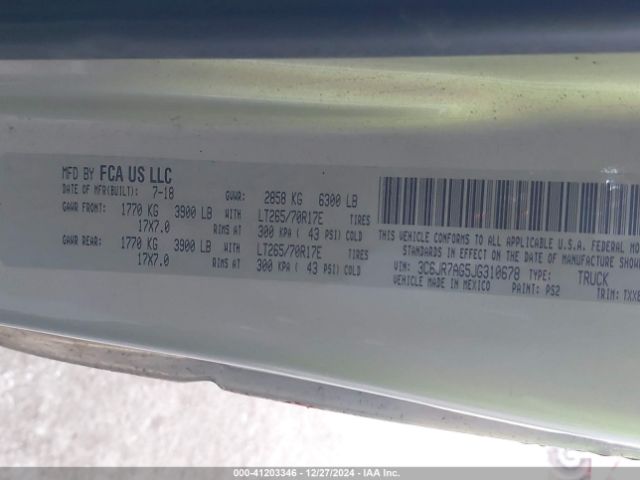 MFD BY FCA US LLC
DATE OF MFR(BUILT): 7-18 GVWR: 2858 KG 6300 LB
GAWR FRONT: 1770 KG 3900 LB WITH LT265/70R17E TIRES
17X7.0 RIMS AT 300 KPA ( 43 PSI) COLD
GAWR REAR: 1770 KG 3900 LB WITH LT265/70R17E TIRES
17X7.0 RIMS AT 300 KPA ( 43 PSI) COLD
THIS VEHICLE CONFORMS TO ALL APPLICABLE U.S.A. FEDERAL
STANDARDS IN EFFECT ON THE DATE OF MANUFACTURE
VIN: 3C6JR7AG5JG310678 TYPE: TRUCK
VEHICLE MADE IN MEXICO PAINT: PS2 TRIM:
000-41203346 - 12/27/2024 - IAA Inc.